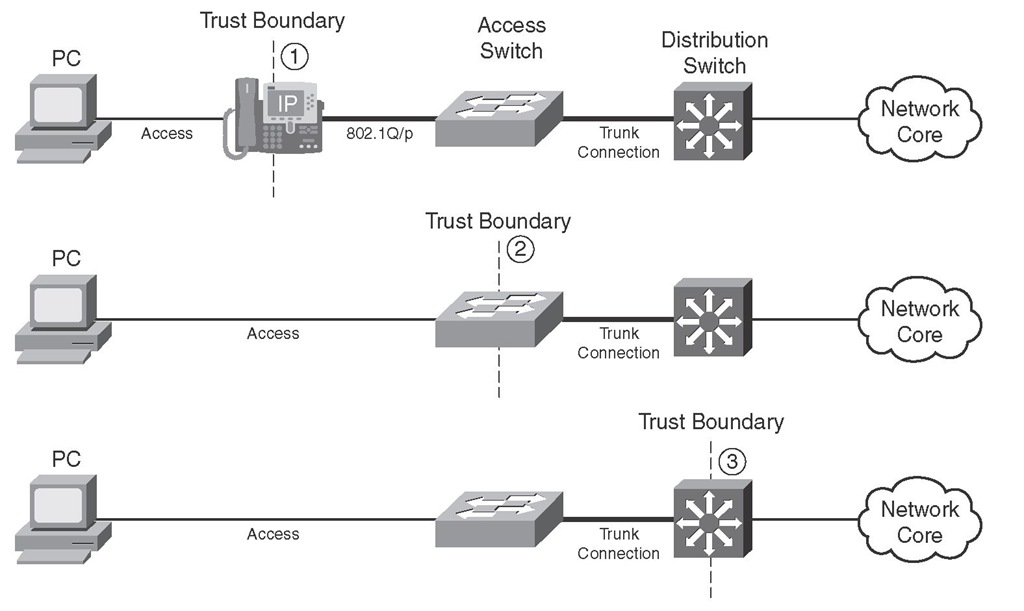 Trust Boundary
1
PC
IP
Access
Switch
Distribution
Switch
Network
Core
Access
802.1Q/p
Trunk
Connection
Trust Boundary
2
PC
Network
Core
Access
Trunk
Connection
Trust Boundary
3
PC
Network
Core
Access
Trunk
Connection